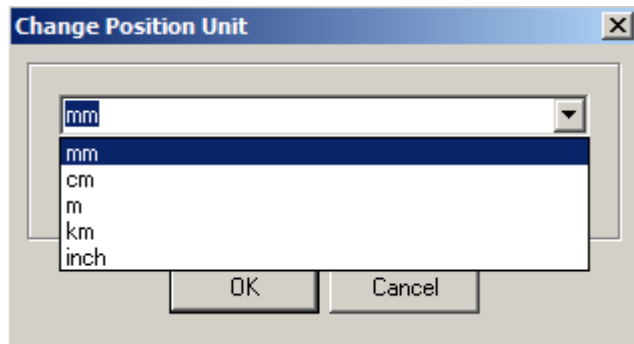 Change Position Unit
mm
mm
cm
m
km
inch
OK
Cancel